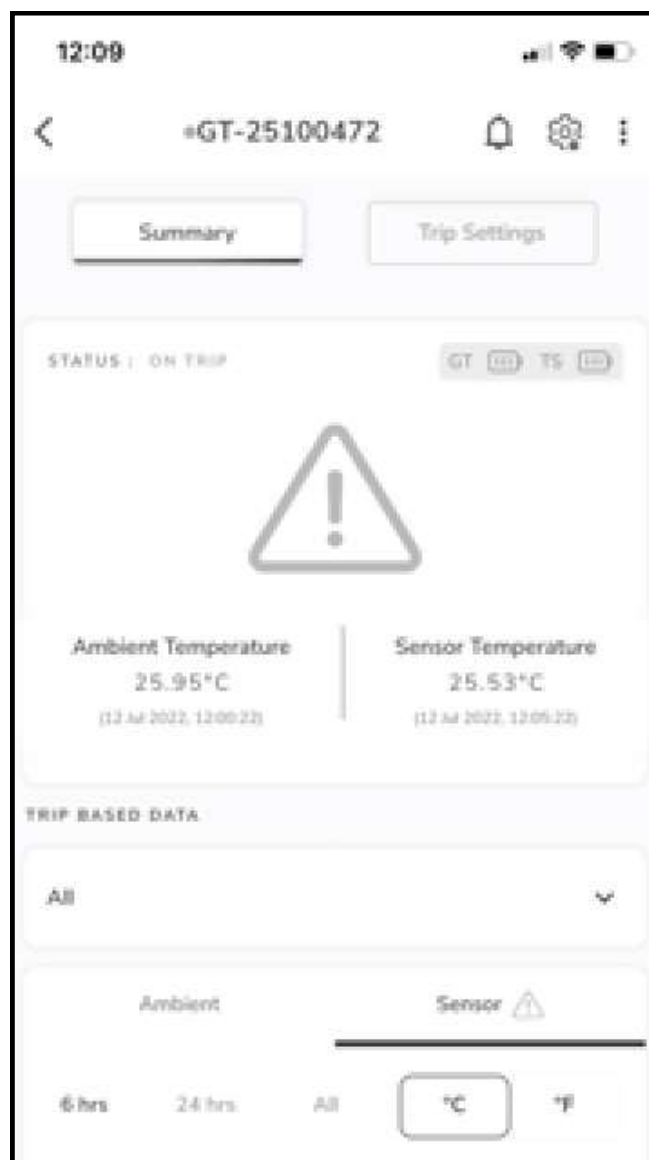 12:09
GT-25100472
Summary
Trip Settings
STATUS : ON TRIP
GT TS
Ambient Temperature
25.95°C
(12 Jul 2022, 12:00:22)
Sensor Temperature
25.53°C
(12 Jul 2022, 12:05:22)
TRIP BASED DATA
All
Ambient
Sensor
6 hrs 24 hrs All °C °F